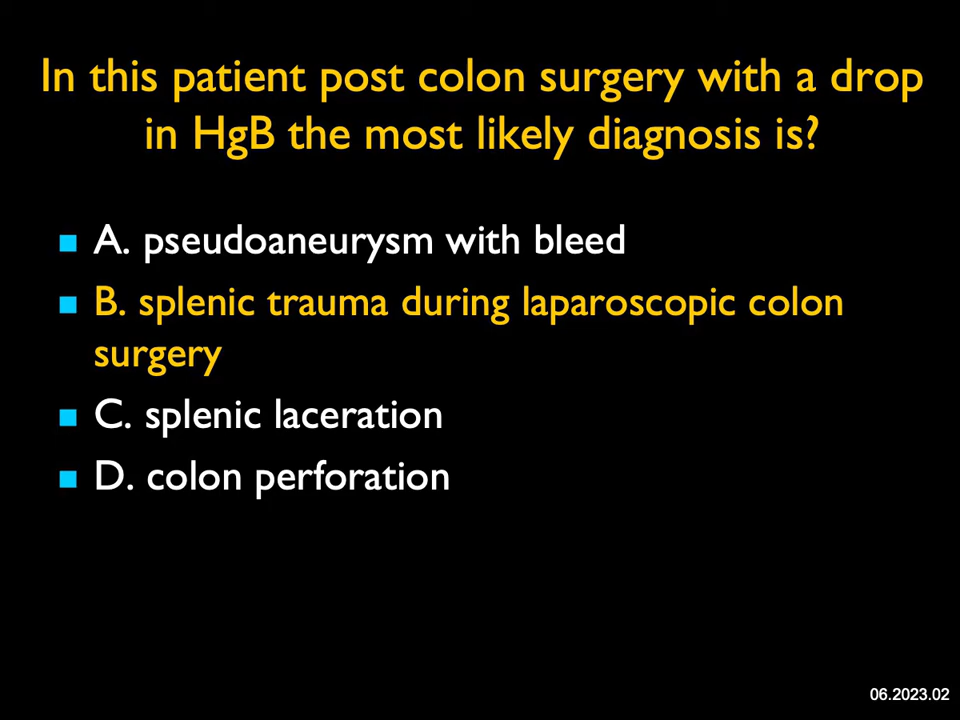 In this patient post colon surgery with a drop
in HgB the most likely diagnosis is?
A. pseudoaneurysm with bleed
B. splenic trauma during laparoscopic colon
surgery
C. splenic laceration
D. colon perforation
06.2023.02